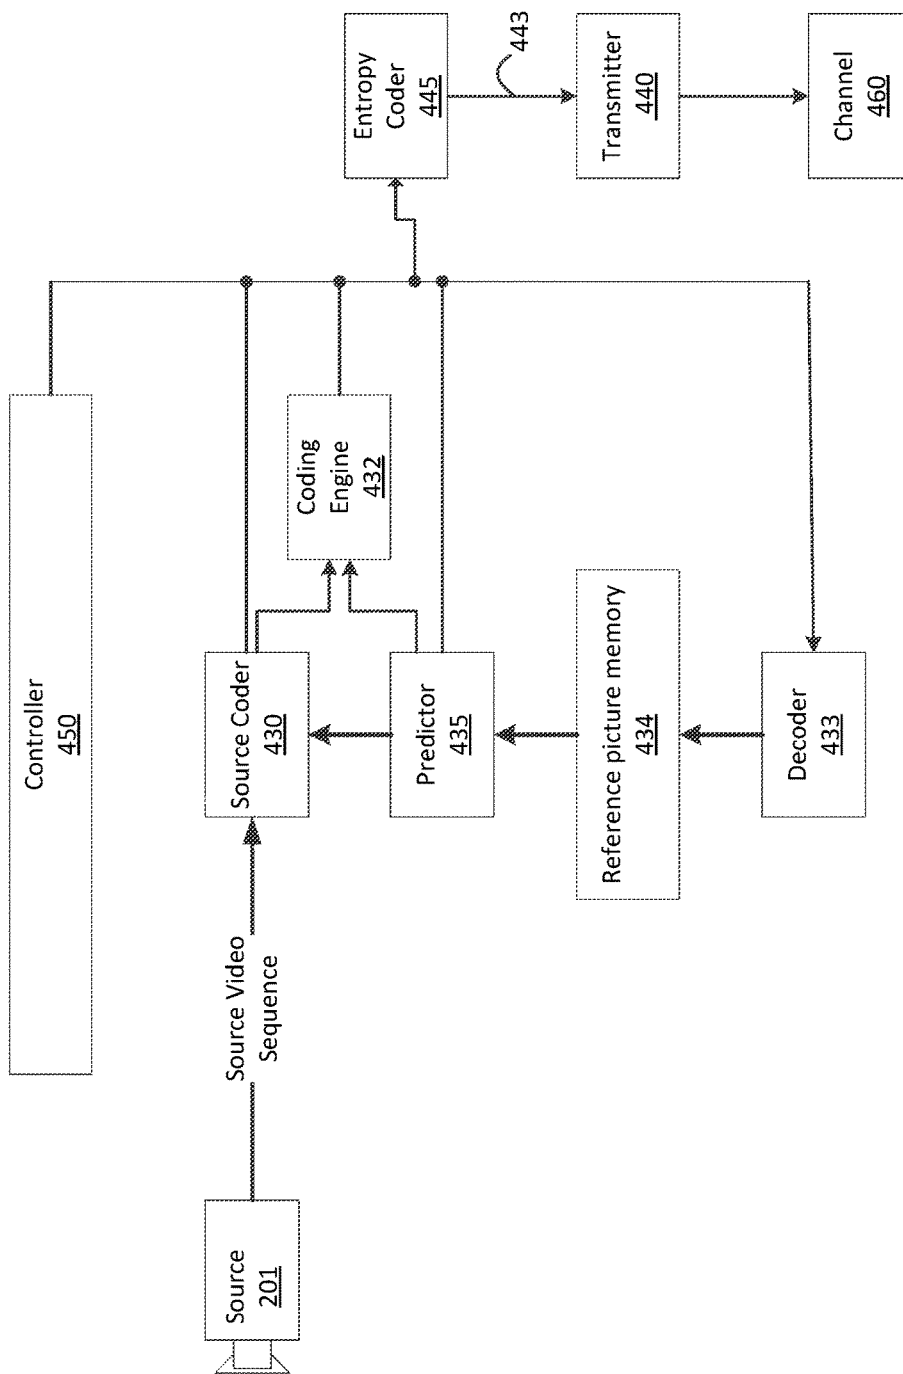 Controller
450
Source
201
Source Video
Sequence
Source Coder
430
Coding
Engine
432
Entropy
Coder
445
Predictor
435
443
Reference picture memory
434
Transmitter
440
Decoder
433
Channel
460